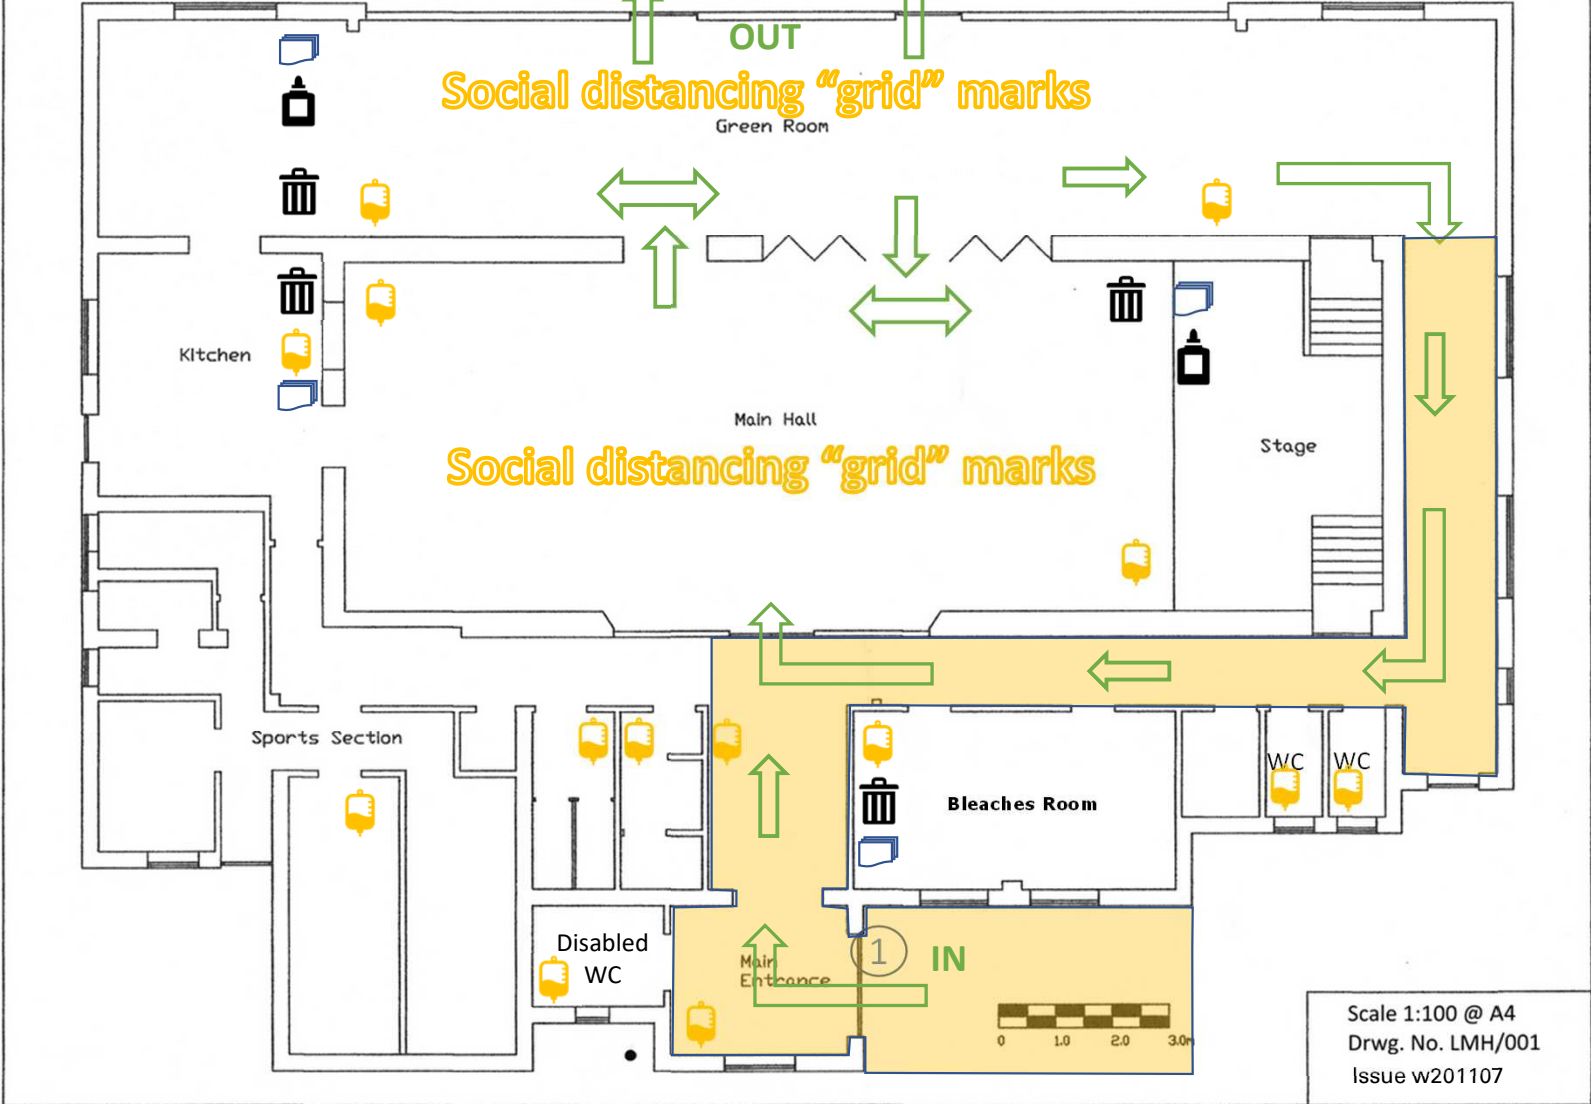 OUT
Social distancing “grid” marks
Green Room
Kitchen
Main Hall
Stage
Social distancing “grid” marks
Sports Section
WC
WC
Bleaches Room
Disabled
WC
1
IN
Main
Entrance
0 1.0 2.0 3.0m
Scale 1:100 @ A4
Drwg. No. LMH/001
Issue w201107